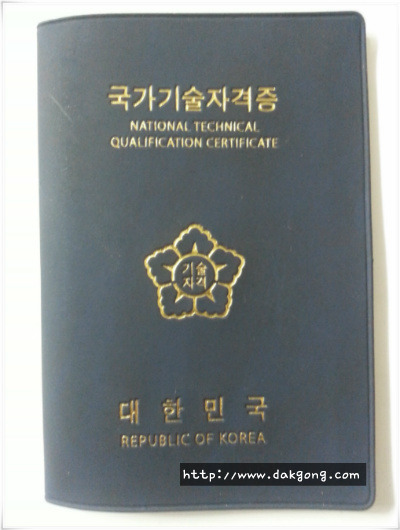 국가기술자격증
NATIONAL TECHNICAL
QUALIFICATION CERTIFICATE
기술
자격
대한민국
REPUBLIC OF KOREA
http://www.dakgong.com